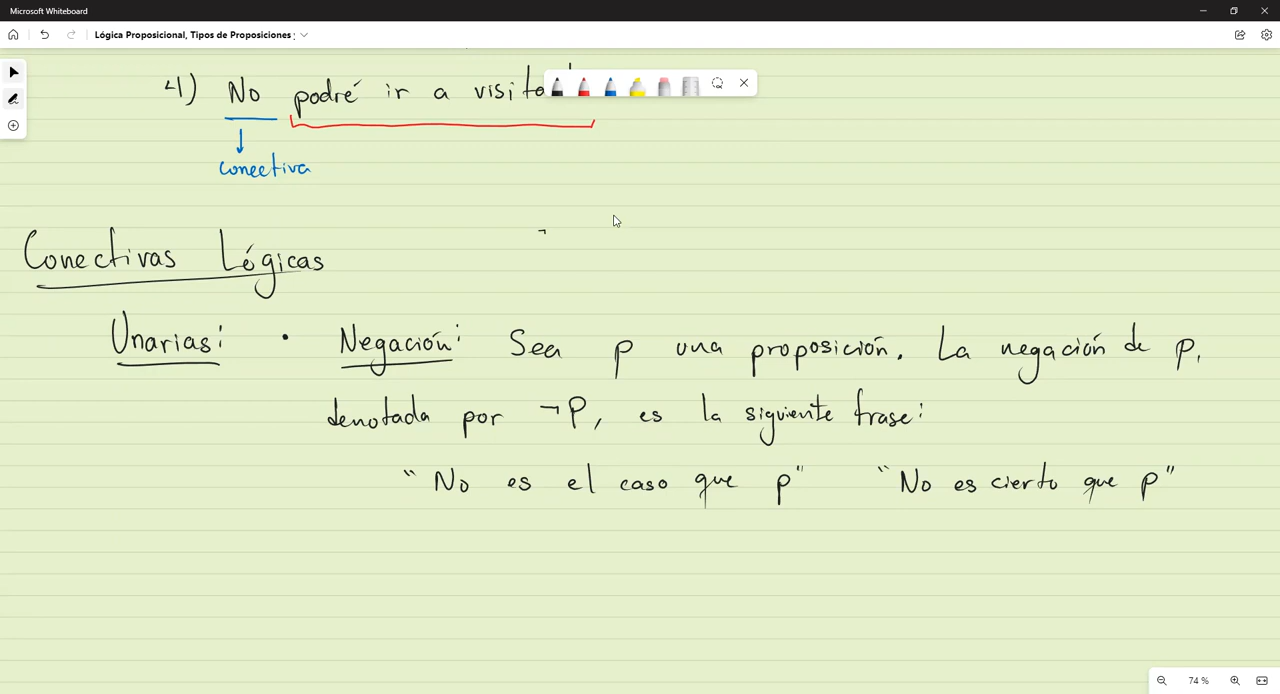 Microsoft Whiteboard
Lógica Proposicional, Tipos de Proposiciones y
4) No podré ir a
conectiva
¬
Conectivas Lógicas
Unarias: • Negación: Sea p una proposición. La negación de p,
denotada por ¬P, es la siguiente frase:
"No es el caso que p" "No es cierto que p"
74 %